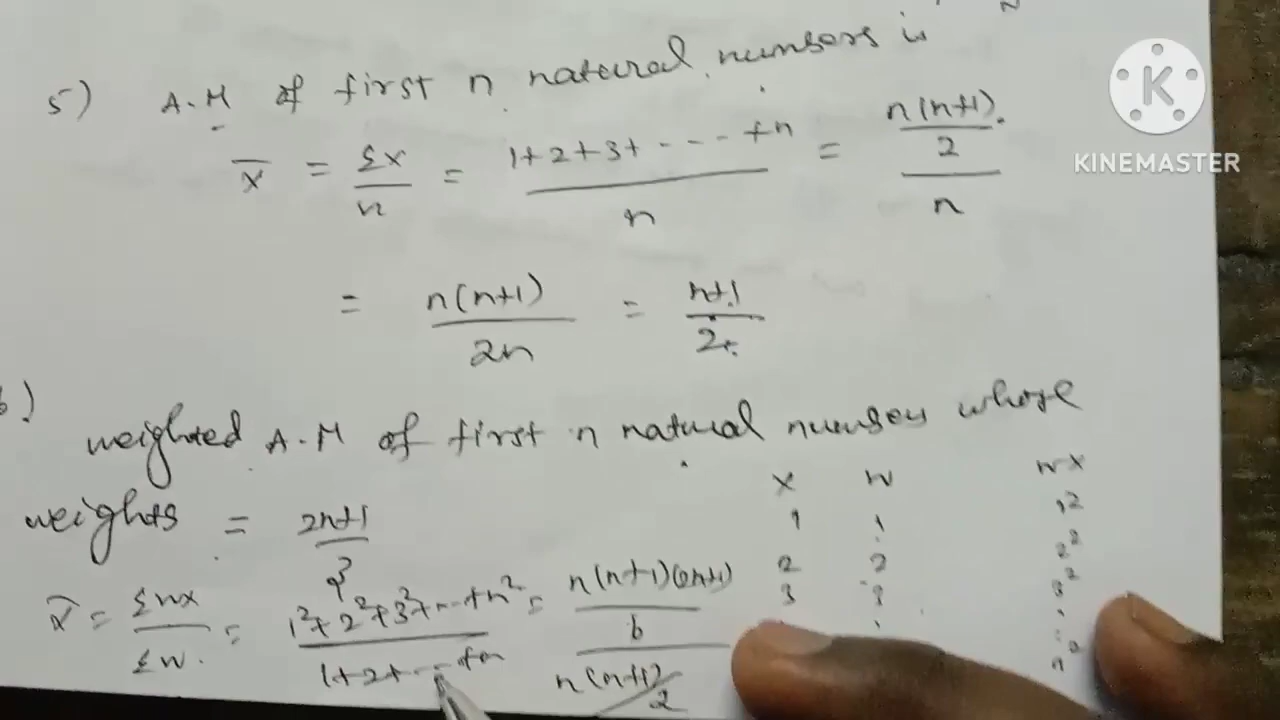 5) A.M of first n natural numbers is
x̄ = Σx/n = 1+2+3+----+n/n = n(n+1)/2/n
= n(n+1)/2n = n+1/2
6) weighted A.M of first n natural numbers whose
weights = 2n+1/3
x w wx
1 1 1²
2 2 2²
3 3 3²
n²
x̄ = Σwx/Σw = 1²+2²+3²+---+n²/1+2+---+n = n(n+1)(2n+1)/6/n(n+1)/2
KINEMASTER